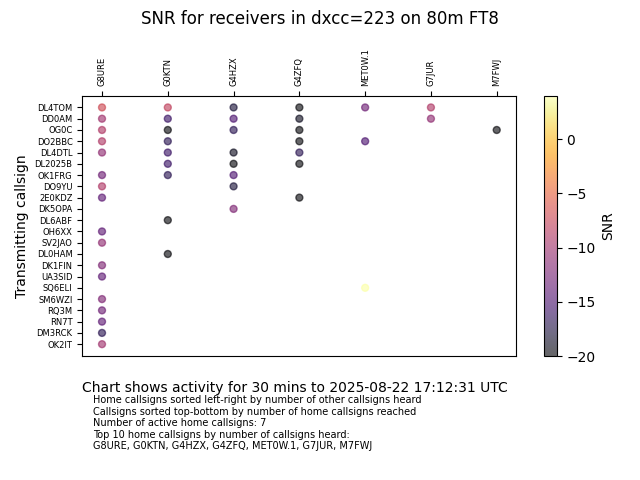 SNR for receivers in dxcc=223 on 80m FT8
G8URE G0KTN G4HZX G4ZFQ MET0W.1 G7JUR M7FWJ
Transmitting callsign
DL4TOM
DD0AM
OG0C
DO2BBC
DL4DTL
DL2025B
OK1FRG
DO9YU
2E0KDZ
DK5OPA
DL6ABF
OH6XX
SV2JAO
DL0HAM
DK1FIN
UA3SID
SQ6ELI
SM6WZI
RQ3M
RN7T
DM3RCK
OK2IT
0
−5
−10
−15
−20
SNR
Chart shows activity for 30 mins to 2025-08-22 17:12:31 UTC
Home callsigns sorted left-right by number of other callsigns heard
Callsigns sorted top-bottom by number of home callsigns reached
Number of active home callsigns: 7
Top 10 home callsigns by number of callsigns heard:
G8URE, G0KTN, G4HZX, G4ZFQ, MET0W.1, G7JUR, M7FWJ